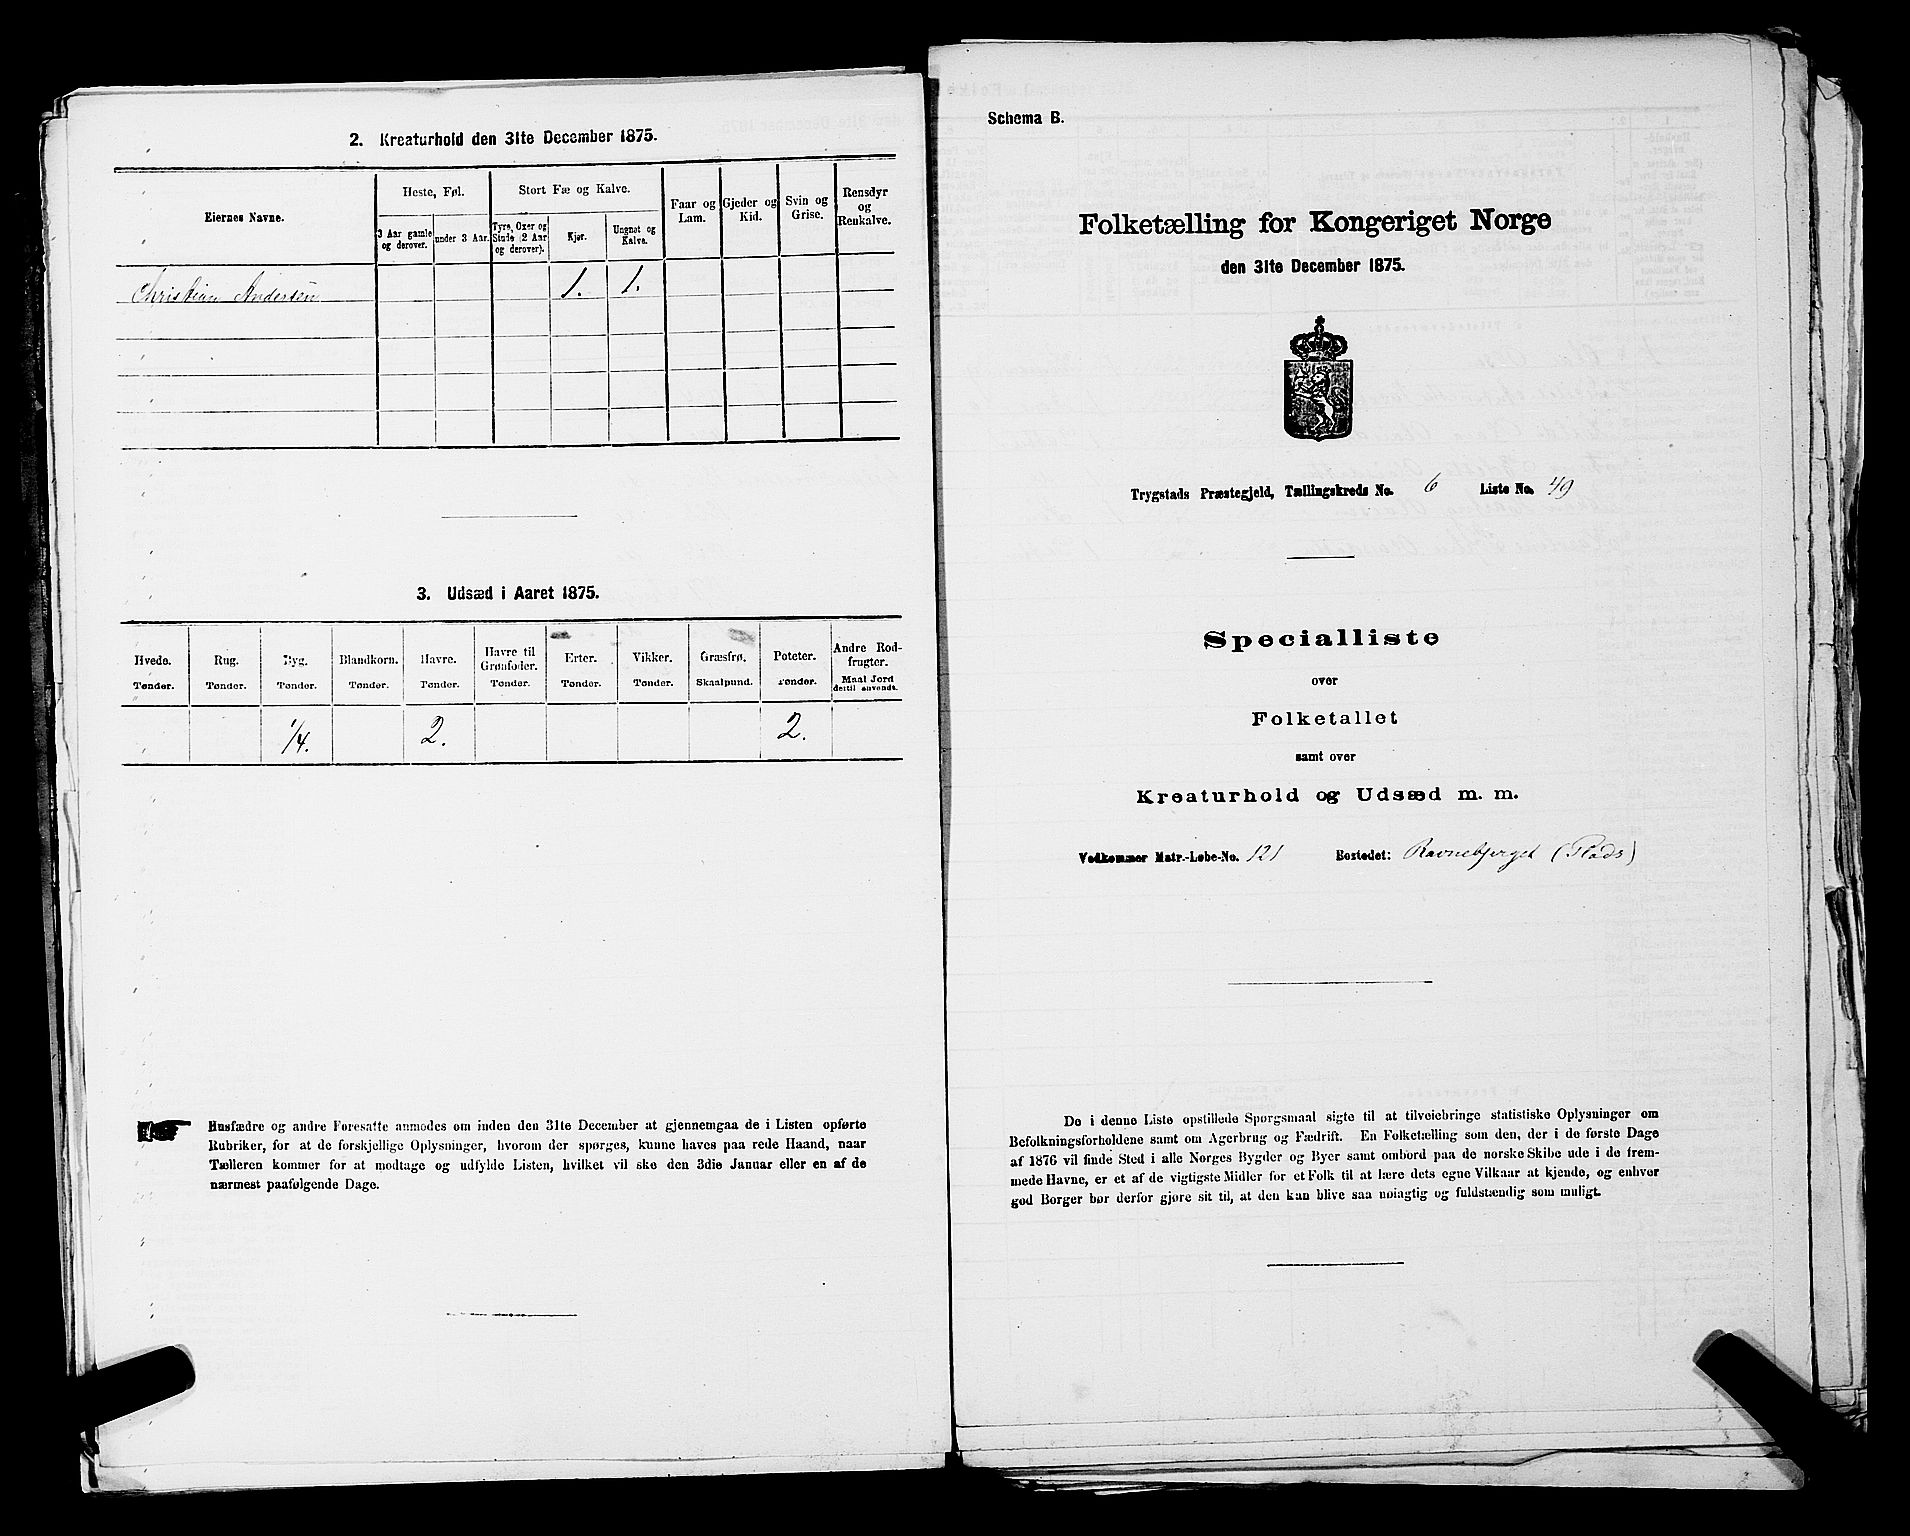 2. Kreaturhold den 31te December 1875.
Eiernes Navne.
Heste, Føl.
Stort Fæ og Kalve.
Faar og Lam.
Gjeder og Kid.
Svin og Grise.
Rensdyr og Renkalve.
3 Aar gamle og derover.
under 3 Aar.
Tyre, Oxer og Stude (2 Aar og derover).
Kjør.
Ungnøt og Kalve.
Christian Andersen 1. 1.
3. Udsæd i Aaret 1875.
Hvede. Rug. Byg. Blandkorn. Havre. Havre til Grønfoder. Erter. Vikker. Græsfrø. Poteter. Andre Rodfrugter.
Tønder. Tønder. Tønder. Tønder. Tønder. Tønder. Tønder. Tønder. Skaalpund. Tønder. Maal Jord dertil anvendt.
1/4. 2. 2.
Husfædre og andre Foresatte anmodes om inden den 31te December at gjennemgaa de i Listen opførte
Rubriker, for at de forskjellige Oplysninger, hvorom der spørges, kunne haves paa rede Haand, naar
Tælleren kommer for at modtage og udfylde Listen, hvilket vil ske den 3die Januar eller en af de
nærmest paafølgende Dage.
Schema B.
Folketælling for Kongeriget Norge
den 31te December 1875.
Trygstads Præstegjeld, Tællingskreds No. 6 Liste No. 49
Specialliste
over
Folketallet
samt over
Kreaturhold og Udsæd m. m.
Vedkommer Matr.-Løbe-No. 121 Bostedet: Ravnebjerget (Plads)
De i denne Liste opstillede Spørgsmaal sigte til at tilveiebringe statistiske Oplysninger om
Befolkningsforholdene samt om Agerbrug og Fædrift. En Folketælling som den, der i de første Dage
af 1876 vil finde Sted i alle Norges Bygder og Byer samt ombord paa de norske Skibe ude i de frem-
mede Havne, er et af de vigtigste Midler for et Folk til at lære dets egne Vilkaar at kjende, og enhver
god Borger bør derfor gjøre sit til, at den kan blive saa nøiagtig og fuldstændig som muligt.